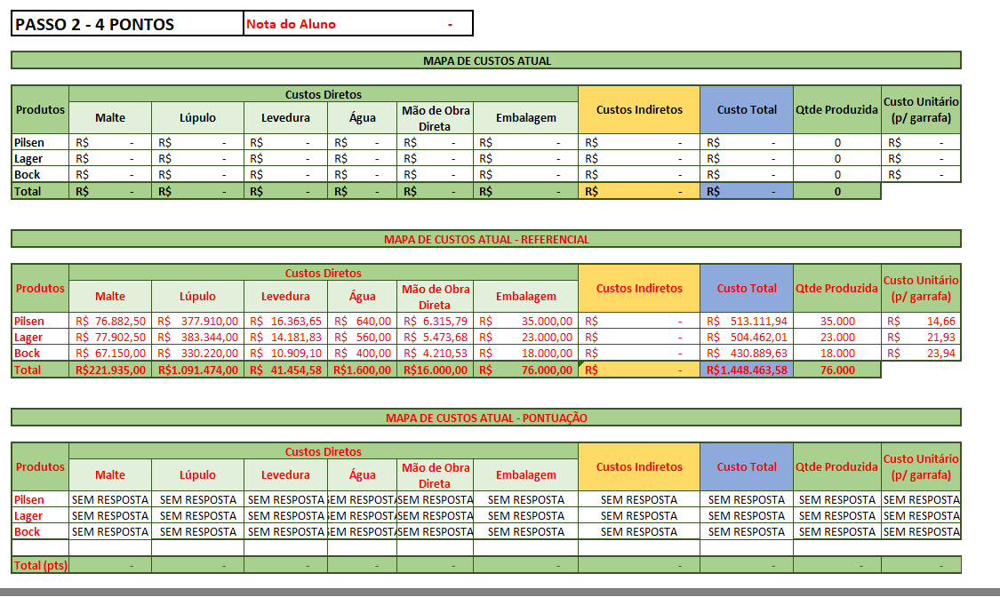 PASSO 2 - 4 PONTOS Nota do Aluno -
MAPA DE CUSTOS ATUAL
Produtos Custos Diretos Custos Indiretos Custo Total Qtde Produzida Custo Unitário (p/ garrafa)
Malte Lúpulo Levedura Água Mão de Obra Direta Embalagem
Pilsen R$ - R$ - R$ - R$ - R$ - R$ - R$ - R$ - 0 R$ -
Lager R$ - R$ - R$ - R$ - R$ - R$ - R$ - R$ - 0 R$ -
Bock R$ - R$ - R$ - R$ - R$ - R$ - R$ - R$ - 0 R$ -
Total R$ - R$ - R$ - R$ - R$ - R$ - R$ - R$ - 0
MAPA DE CUSTOS ATUAL - REFERENCIAL
Produtos Custos Diretos Custos Indiretos Custo Total Qtde Produzida Custo Unitário (p/ garrafa)
Malte Lúpulo Levedura Água Mão de Obra Direta Embalagem
Pilsen R$ 76.882,50 R$ 377.910,00 R$ 16.363,65 R$ 640,00 R$ 6.315,79 R$ 35.000,00 R$ - R$ 513.111,94 35.000 R$ 14,66
Lager R$ 77.902,50 R$ 383.344,00 R$ 14.181,83 R$ 560,00 R$ 5.473,68 R$ 23.000,00 R$ - R$ 504.462,01 23.000 R$ 21,93
Bock R$ 67.150,00 R$ 330.220,00 R$ 10.909,10 R$ 400,00 R$ 4.210,53 R$ 18.000,00 R$ - R$ 430.889,63 18.000 R$ 23,94
Total R$221.935,00 R$1.091.474,00 R$ 41.454,58 R$1.600,00 R$16.000,00 R$ 76.000,00 R$ - R$1.448.463,58 76.000
MAPA DE CUSTOS ATUAL - PONTUAÇÃO
Produtos Custos Diretos Custos Indiretos Custo Total Qtde Produzida Custo Unitário (p/ garrafa)
Malte Lúpulo Levedura Água Mão de Obra Direta Embalagem
Pilsen SEM RESPOSTA SEM RESPOSTA SEM RESPOSTA SEM RESPOSTA SEM RESPOSTA SEM RESPOSTA SEM RESPOSTA SEM RESPOSTA SEM RESPOSTA SEM RESPOSTA
Lager SEM RESPOSTA SEM RESPOSTA SEM RESPOSTA SEM RESPOSTA SEM RESPOSTA SEM RESPOSTA SEM RESPOSTA SEM RESPOSTA SEM RESPOSTA SEM RESPOSTA
Bock SEM RESPOSTA SEM RESPOSTA SEM RESPOSTA SEM RESPOSTA SEM RESPOSTA SEM RESPOSTA SEM RESPOSTA SEM RESPOSTA SEM RESPOSTA SEM RESPOSTA
Total (pts) - - - - - - - - - -